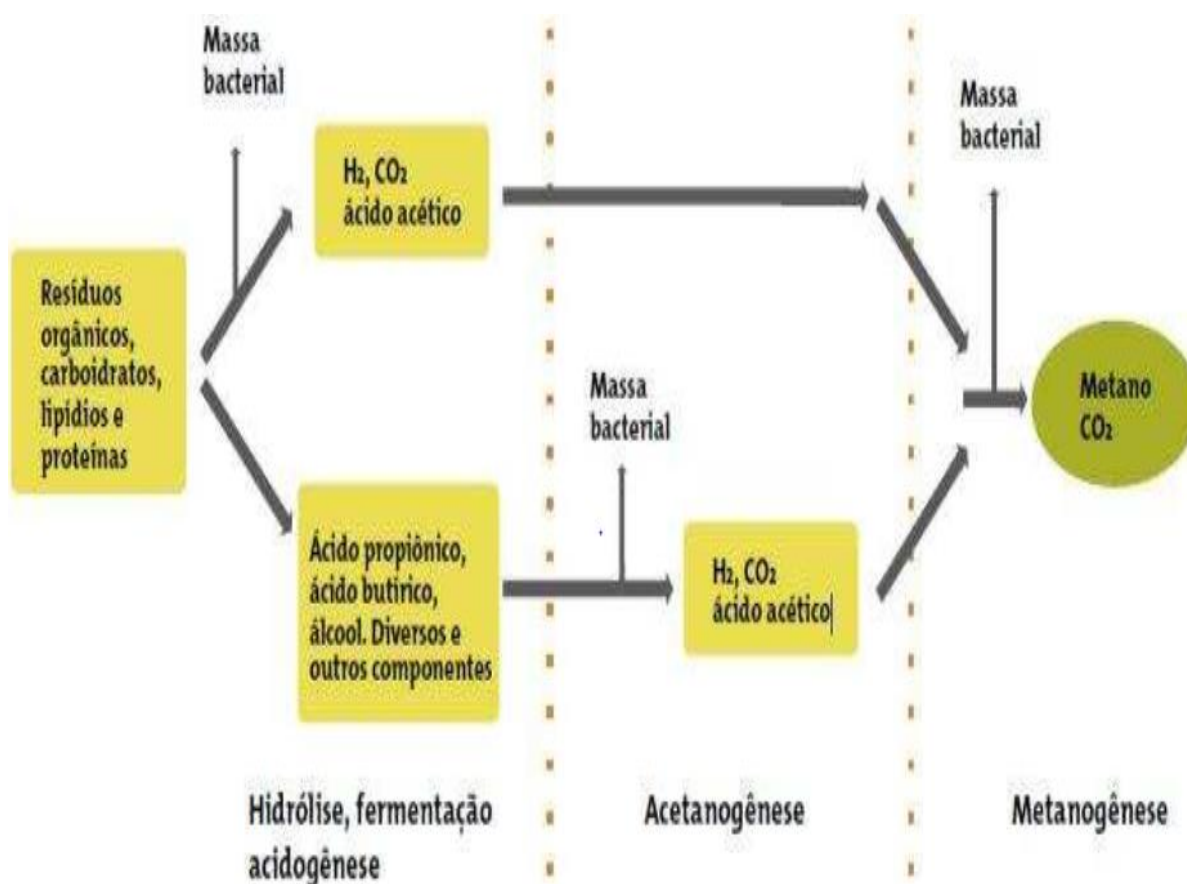 Massa
bacterial
H₂, CO₂
ácido acético
Massa
bacterial
Resíduos
orgânicos,
carboidratos,
lipídios e
proteínas
Massa
bacterial
Metano
CO₂
Ácido propiônico,
ácido butírico,
álcool. Diversos e
outros componentes
H₂, CO₂
ácido acético
Hidrólise, fermentação
acidogênese
Acetanogênese
Metanogênese